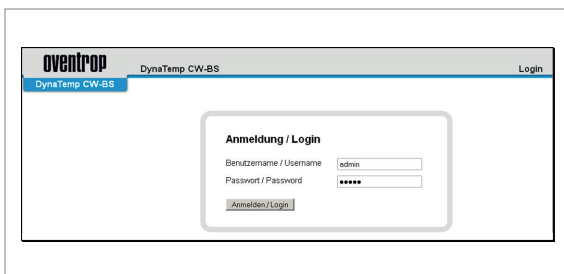 oventrop
DynaTemp CW-BS
Login
DynaTemp CW-BS
Anmeldung / Login
Benutzername / Username
admin
Passwort / Password
•••••
Anmelden / Login